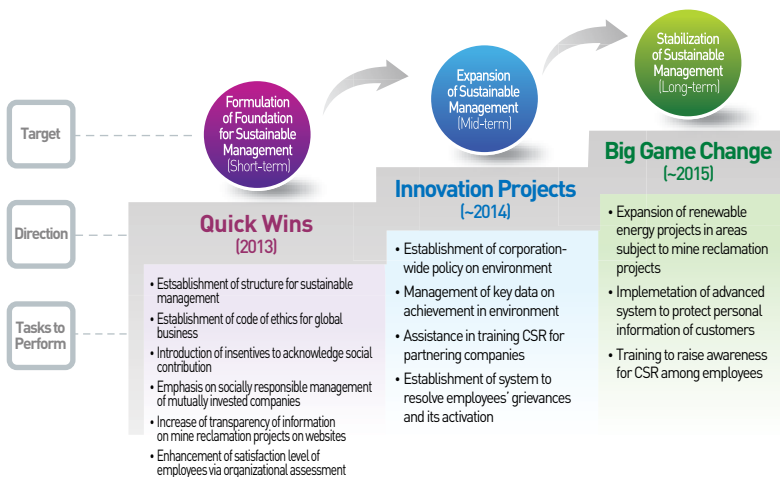 Target
Direction
Tasks to
Perform
Formulation
of Foundation
for Sustainable
Management
(Short-term)
Expansion
of Sustainable
Management
(Mid-term)
Stabilization
of Sustainable
Management
(Long-term)
Quick Wins
(2013)
• Estsablishment of structure for sustainable
management
• Establishment of code of ethics for global
business
• Introduction of incentives to acknowledge social
contribution
• Emphasis on socially responsible management
of mutually invested companies
• Increase of transparency of information
on mine reclamation projects on websites
• Enhancement of satisfaction level of
employees via organizational assessment
Innovation Projects
(~2014)
• Establishment of corporation-
wide policy on environment
• Management of key data on
achievement in environment
• Assistance in training CSR for
partnering companies
• Establishment of system to
resolve employees' grievances
and its activation
Big Game Change
(~2015)
• Expansion of renewable
energy projects in areas
subject to mine reclamation
projects
• Implemetation of advanced
system to protect personal
information of customers
• Training to raise awareness
for CSR among employees